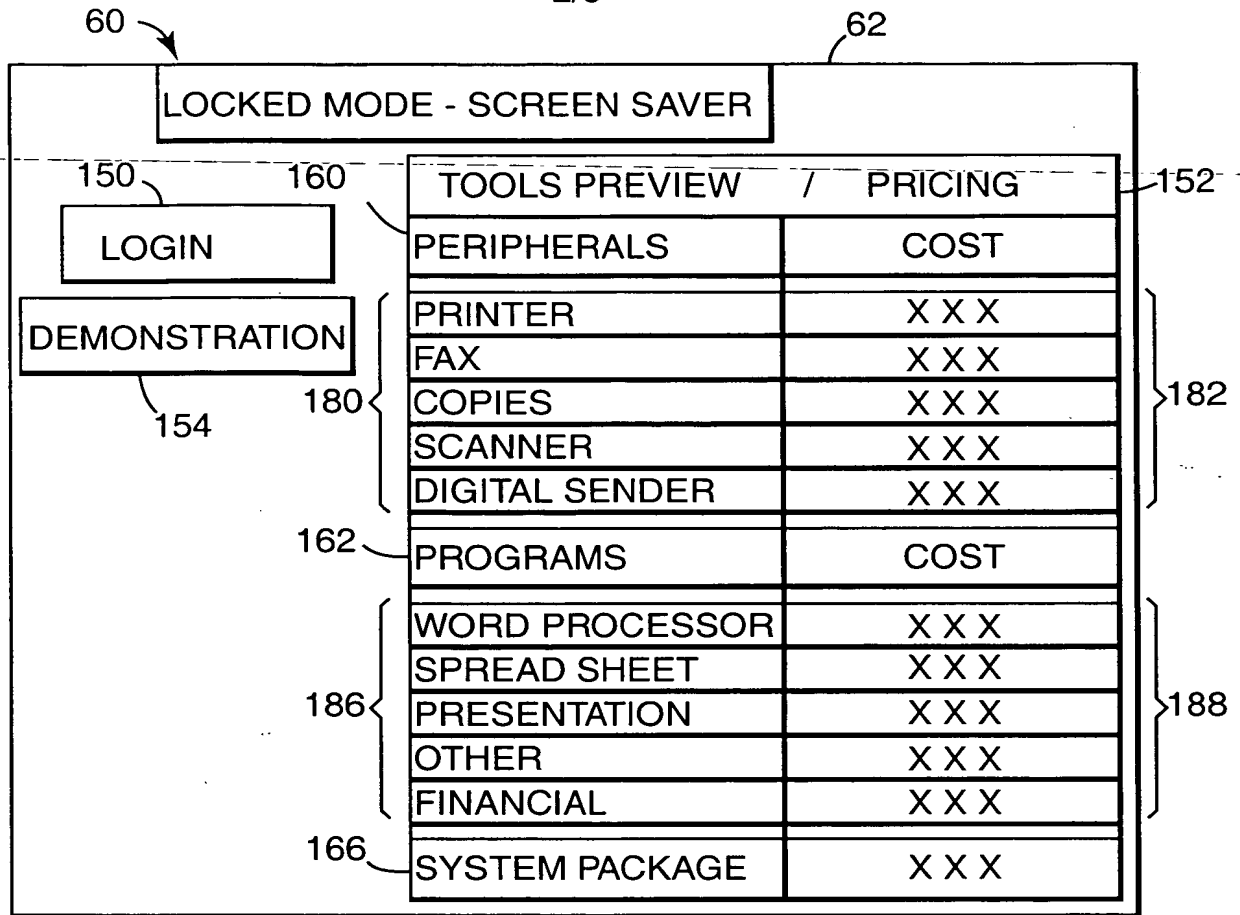 60
62
LOCKED MODE - SCREEN SAVER
150
160
TOOLS PREVIEW / PRICING
152
LOGIN
PERIPHERALS COST
DEMONSTRATION
154
PRINTER X X X
FAX X X X
180
COPIES X X X
182
SCANNER X X X
DIGITAL SENDER X X X
162
PROGRAMS COST
WORD PROCESSOR X X X
SPREAD SHEET X X X
186
PRESENTATION X X X
188
OTHER X X X
FINANCIAL X X X
166
SYSTEM PACKAGE X X X